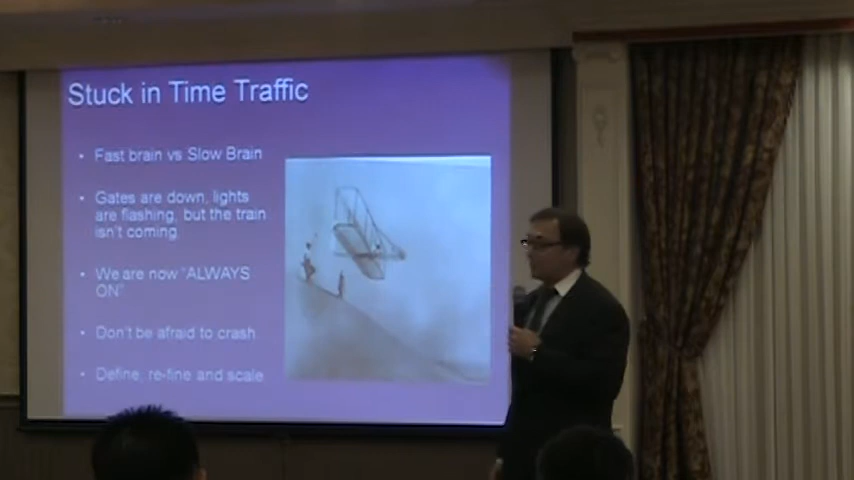 Stuck in Time Traffic
• Fast brain vs Slow Brain
• Gates are down, lights
are flashing, but the train
isn't coming.
• We are now "ALWAYS
ON"
• Don't be afraid to crash
• Define, re-fine and scale